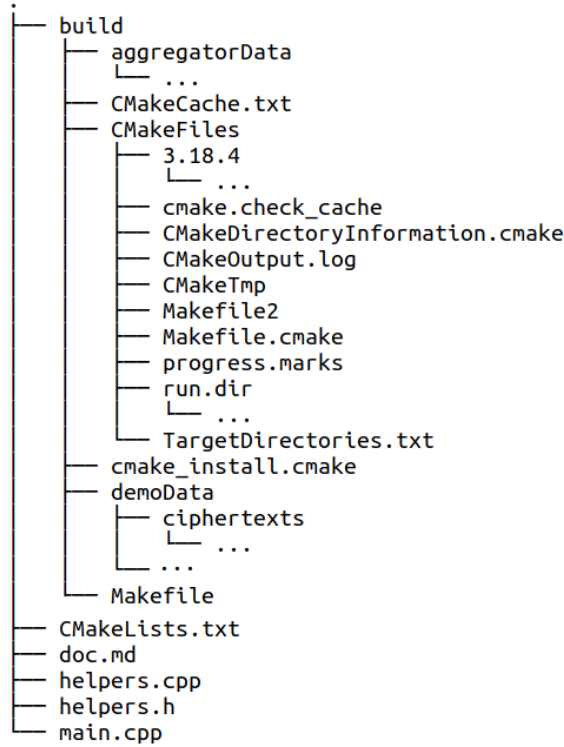 .
├── build
│   ├── aggregatorData
│   │   └── ...
│   ├── CMakeCache.txt
│   ├── CMakeFiles
│   │   ├── 3.18.4
│   │   │   └── ...
│   │   ├── cmake.check_cache
│   │   ├── CMakeDirectoryInformation.cmake
│   │   ├── CMakeOutput.log
│   │   ├── CMakeTmp
│   │   ├── Makefile2
│   │   ├── Makefile.cmake
│   │   ├── progress.marks
│   │   ├── run.dir
│   │   │   └── ...
│   │   └── TargetDirectories.txt
│   ├── cmake_install.cmake
│   ├── demoData
│   │   ├── ciphertexts
│   │   │   └── ...
│   │   └── ...
│   └── Makefile
├── CMakeLists.txt
├── doc.md
├── helpers.cpp
├── helpers.h
└── main.cpp